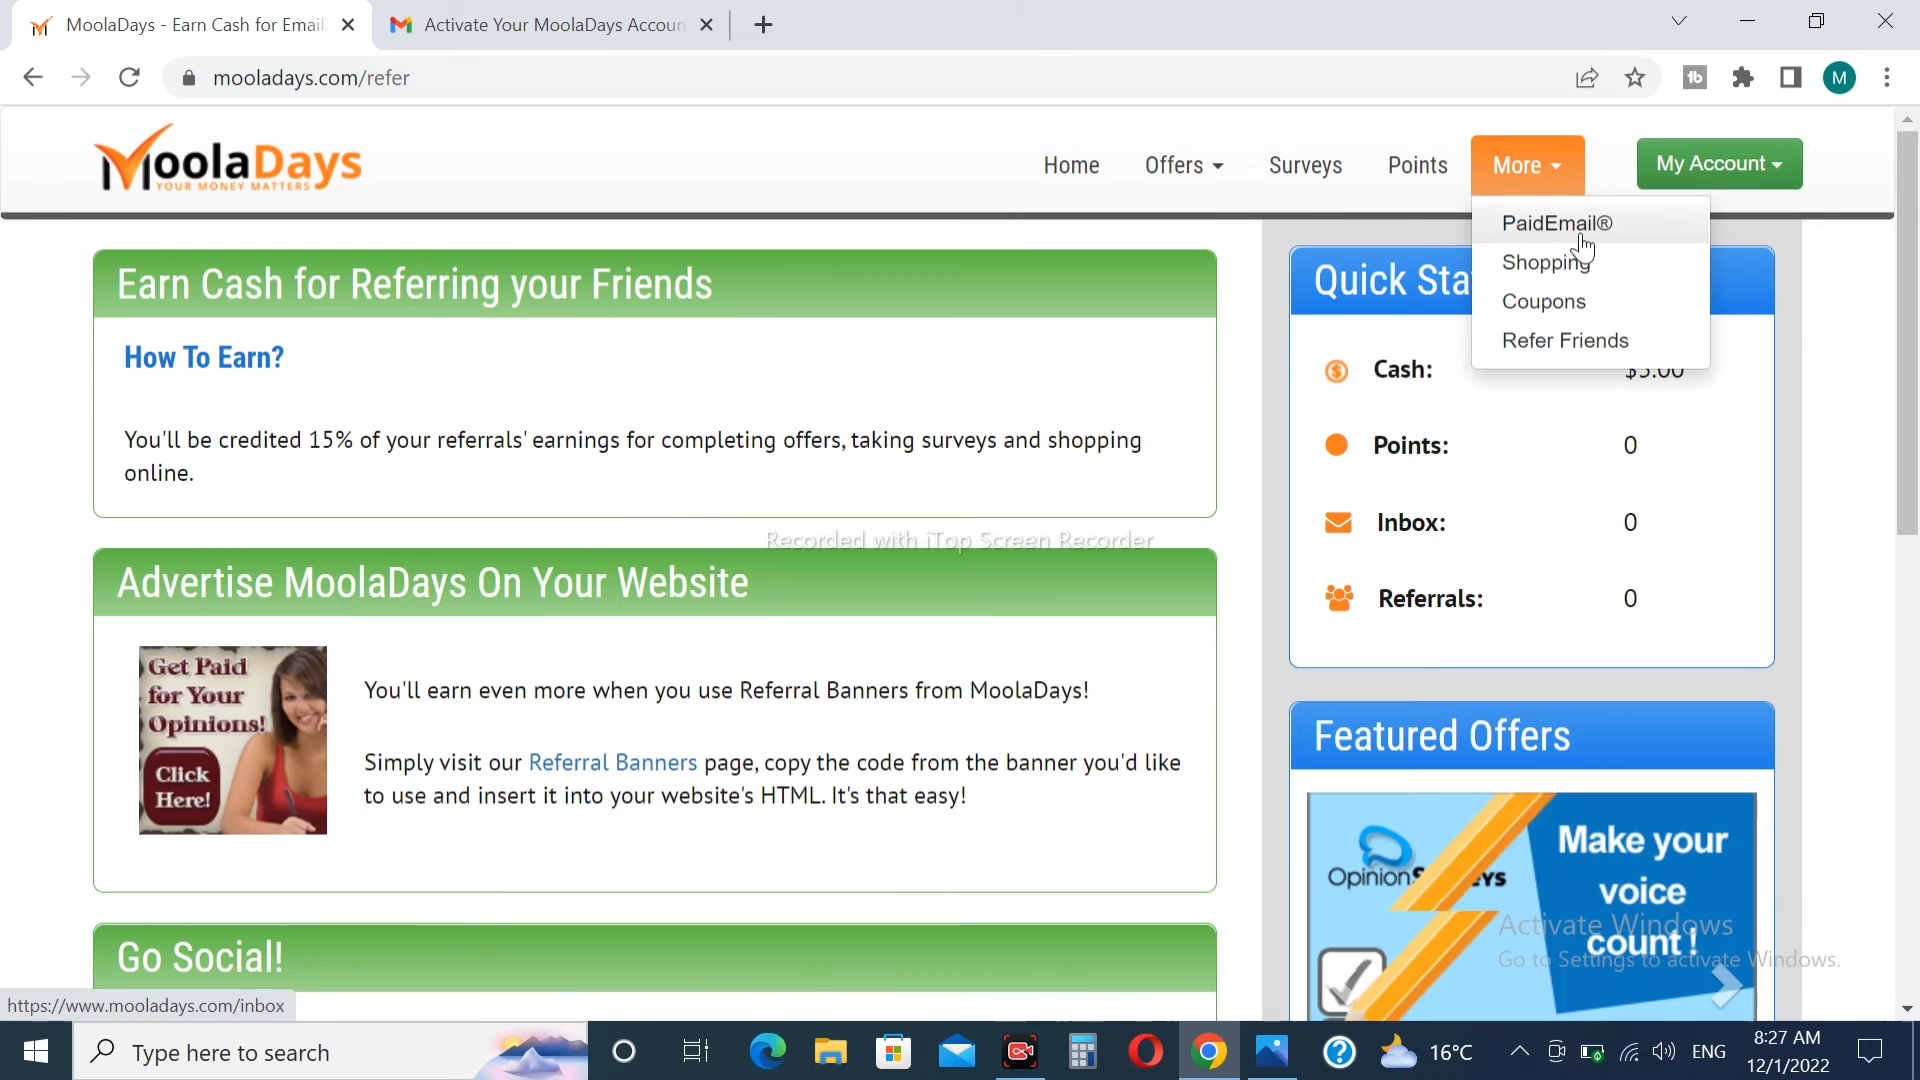 MoolaDays - Earn Cash for Email
Activate Your MoolaDays Accoun
mooladays.com/refer
M
MoolaDays
YOUR MONEY MATTERS
Home
Offers
Surveys
Points
More
My Account
PaidEmail®
Shopping
Coupons
Refer Friends
Earn Cash for Referring your Friends
How To Earn?
You'll be credited 15% of your referrals' earnings for completing offers, taking surveys and shopping
online.
Quick Sta
Cash:
$5.00
Points:
0
Inbox:
0
Referrals:
0
Recorded with iTop Screen Recorder
Advertise MoolaDays On Your Website
Get Paid
for Your
Opinions!
Click
Here!
You'll earn even more when you use Referral Banners from MoolaDays!
Simply visit our Referral Banners page, copy the code from the banner you'd like
to use and insert it into your website's HTML. It's that easy!
Featured Offers
Make your
voice
count!
Activate Windows
Go to Settings to activate Windows.
Go Social!
https://www.mooladays.com/inbox
Type here to search
16°C
ENG
8:27 AM
12/1/2022